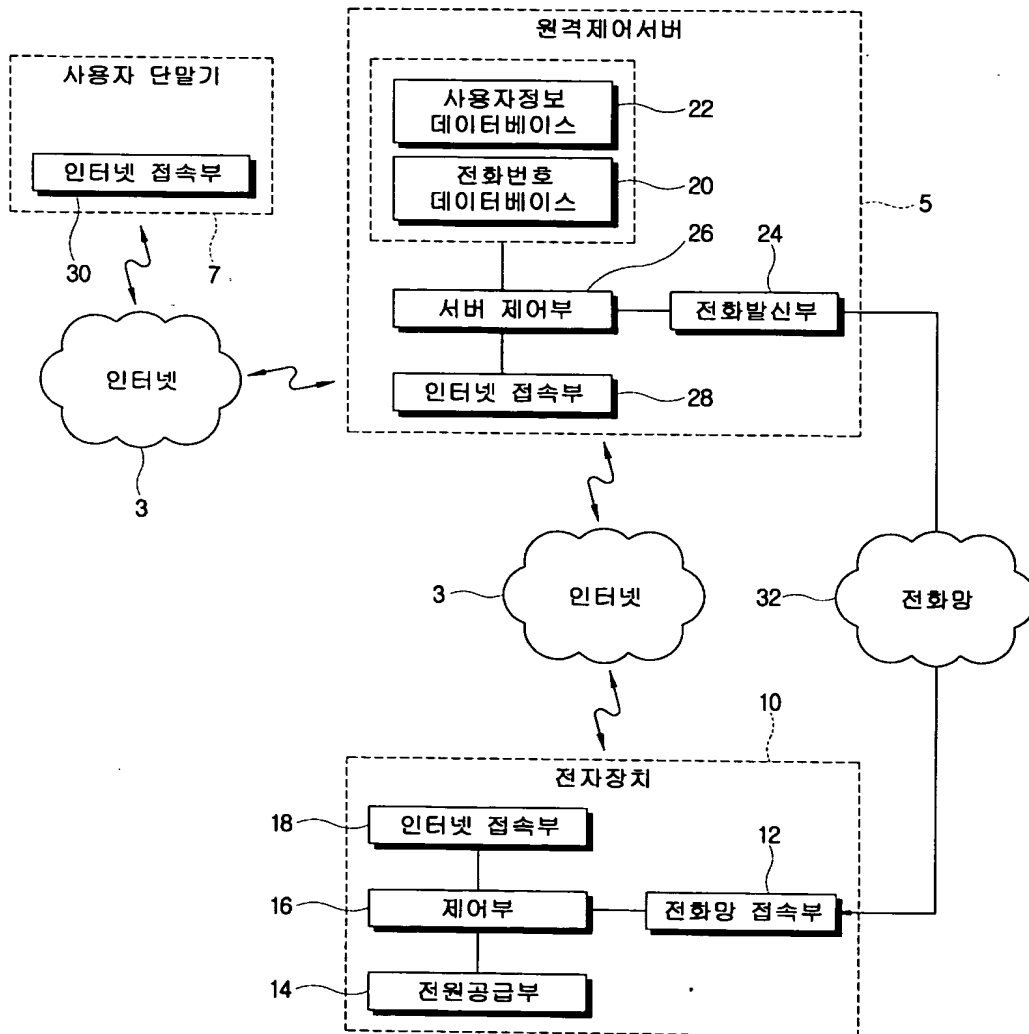 원격제어서버
사용자 단말기
사용자정보
데이터베이스
22
인터넷 접속부
전화번호
데이터베이스
20
5
30
7
26
24
서버 제어부
전화발신부
인터넷
인터넷 접속부
28
3
3
인터넷
32
전화망
10
전자장치
18
인터넷 접속부
12
16
제어부
전화망 접속부
14
전원공급부